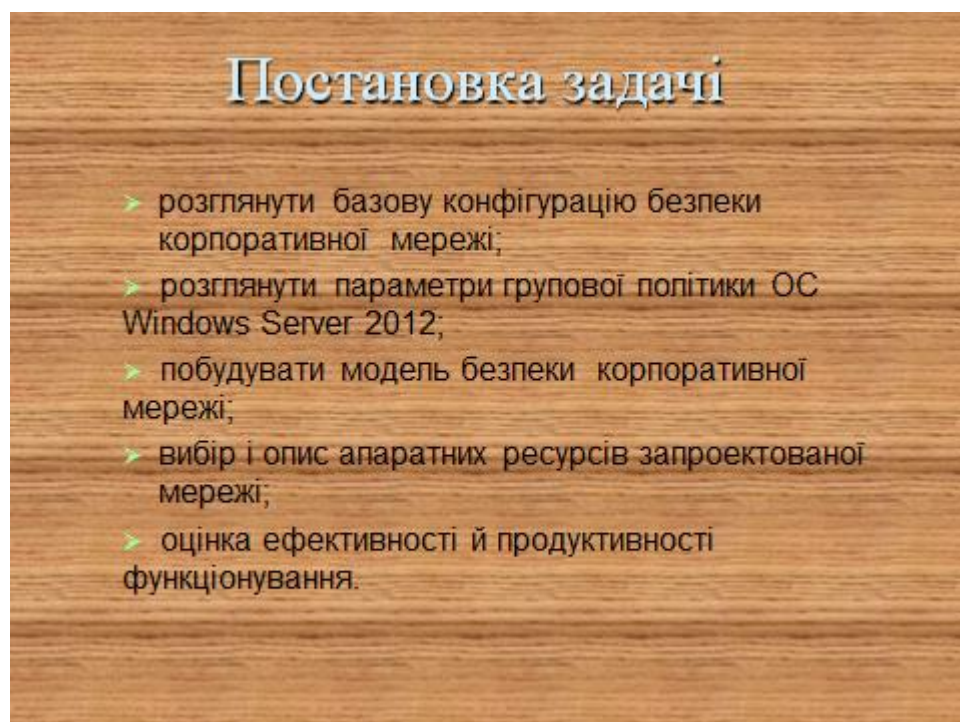 Постановка задачі
➢ розглянути базову конфігурацію безпеки
корпоративної мережі;
➢ розглянути параметри групової політики ОС
Windows Server 2012;
➢ побудувати модель безпеки корпоративної
мережі;
➢ вибір і опис апаратних ресурсів запроектованої
мережі;
➢ оцінка ефективності й продуктивності
функціонування.